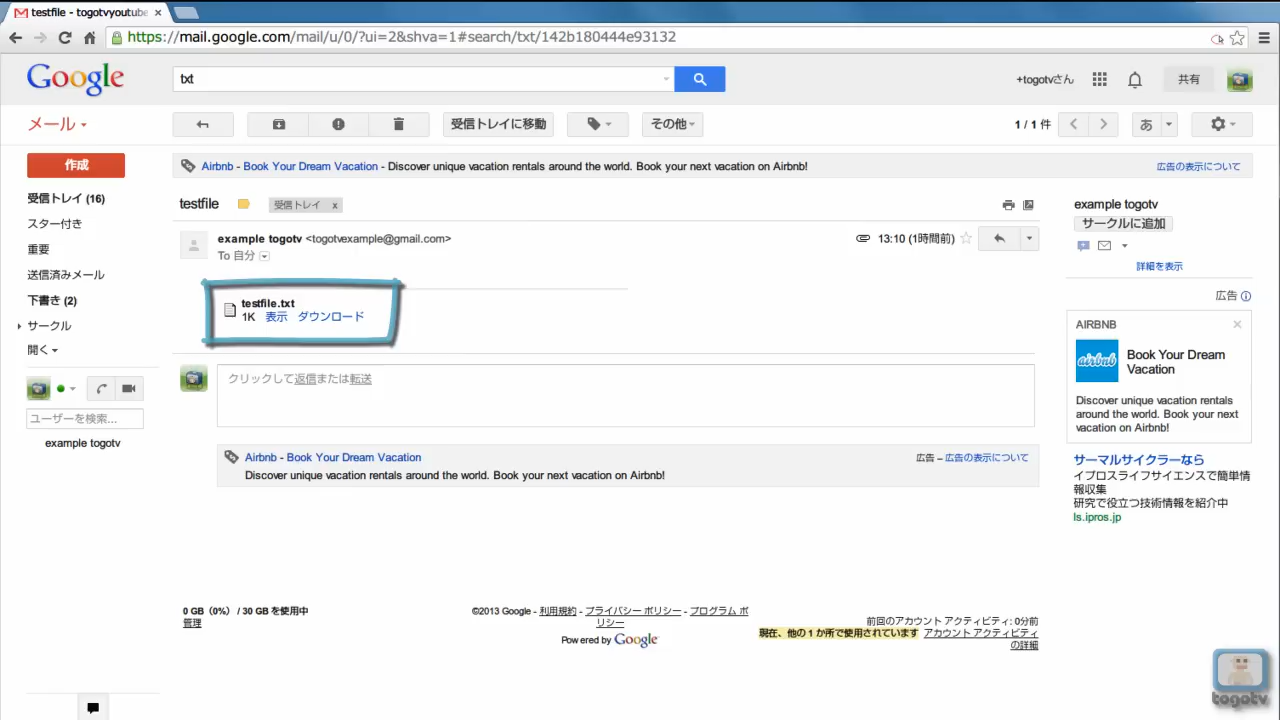 testfile - togotvyoutube
https://mail.google.com/mail/u/0/?ui=2&shva=1#search/txt/142b180444e93132
Google
txt
+togotvさん
共有
メール
受信トレイに移動
その他
1 / 1 件
あ
作成
Airbnb - Book Your Dream Vacation - Discover unique vacation rentals around the world. Book your next vacation on Airbnb!
広告の表示について
受信トレイ (16)
スター付き
重要
送信済みメール
下書き (2)
サークル
開く
ユーザーを検索...
example togotv
testfile
受信トレイ x
example togotv <togotvexample@gmail.com>
13:10 (1時間前)
To 自分
testfile.txt
1K 表示 ダウンロード
クリックして返信または転送
Airbnb - Book Your Dream Vacation
広告 – 広告の表示について
Discover unique vacation rentals around the world. Book your next vacation on Airbnb!
example togotv
サークルに追加
詳細を表示
広告
AIRBNB
airbnb
Book Your Dream
Vacation
Discover unique vacation rentals
around the world. Book your next
vacation on Airbnb!
サーマルサイクラーなら
イプロスライフサイエンスで簡単情
報収集
研究で役立つ技術情報を紹介中
ls.ipros.jp
0 GB（0%） / 30 GB を使用中
管理
©2013 Google - 利用規約 - プライバシー ポリシー - プログラム ポ
リシー
Powered by Google
前回のアカウント アクティビティ: 0分前
現在、他の 1 か所で使用されています アカウント アクティビティ
の詳細
togotv